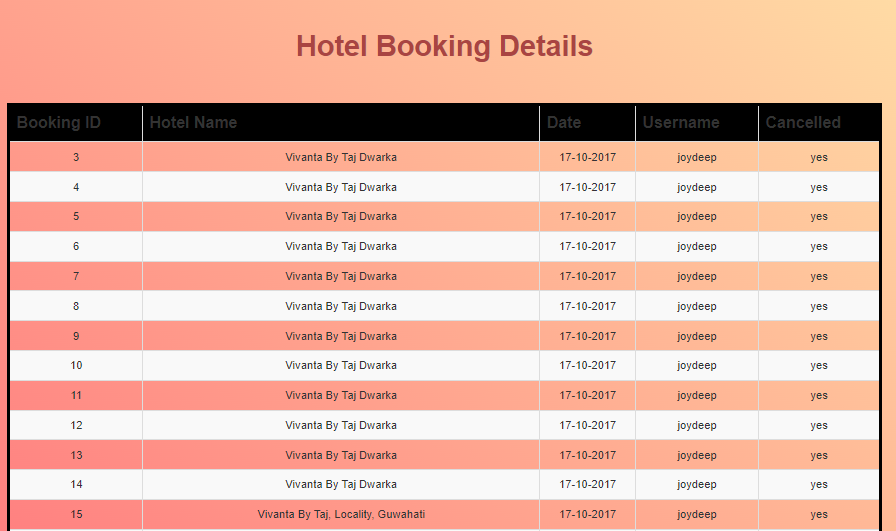 Hotel Booking Details
Booking ID Hotel Name Date Username Cancelled
3 Vivanta By Taj Dwarka 17-10-2017 joydeep yes
4 Vivanta By Taj Dwarka 17-10-2017 joydeep yes
5 Vivanta By Taj Dwarka 17-10-2017 joydeep yes
6 Vivanta By Taj Dwarka 17-10-2017 joydeep yes
7 Vivanta By Taj Dwarka 17-10-2017 joydeep yes
8 Vivanta By Taj Dwarka 17-10-2017 joydeep yes
9 Vivanta By Taj Dwarka 17-10-2017 joydeep yes
10 Vivanta By Taj Dwarka 17-10-2017 joydeep yes
11 Vivanta By Taj Dwarka 17-10-2017 joydeep yes
12 Vivanta By Taj Dwarka 17-10-2017 joydeep yes
13 Vivanta By Taj Dwarka 17-10-2017 joydeep yes
14 Vivanta By Taj Dwarka 17-10-2017 joydeep yes
15 Vivanta By Taj, Locality, Guwahati 17-10-2017 joydeep yes